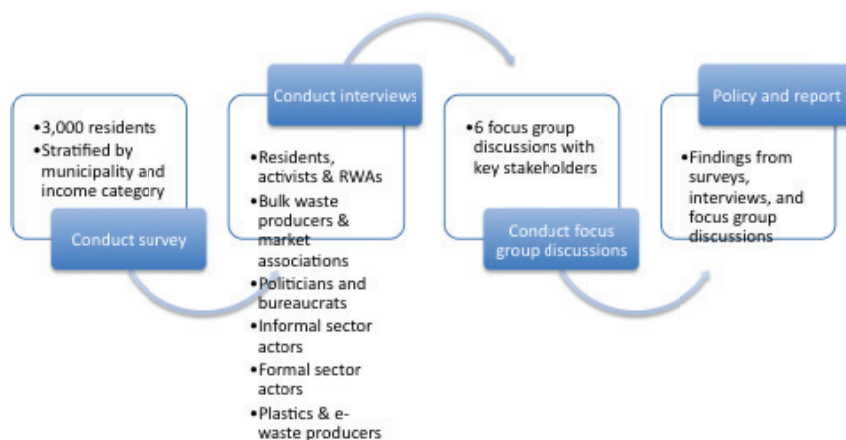 •3,000 residents
•Stratified by
municipality and
income category
Conduct survey
Conduct interviews
•Residents,
activists & RWAs
•Bulk waste
producers &
market
associations
•Politicians and
bureaucrats
•Informal sector
actors
•Formal sector
actors
•Plastics & e-
waste producers
•6 focus group
discussions with
key stakeholders
Conduct focus
group discussions
Policy and report
•Findings from
surveys,
interviews, and
focus group
discussions